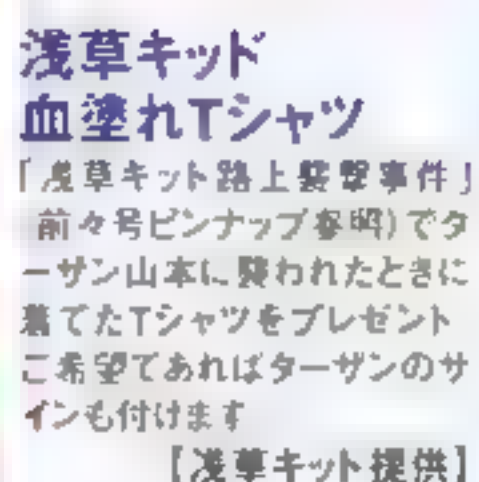 浅草キッド
血塗れTシャツ
「浅草キッド路上襲撃事件」
前々号ピンナップ参照)でタ
ーザン山本に襲われたときに
着てたTシャツをプレゼント
ご希望であればターザンのサ
インも付けます
【浅草キッド提供】